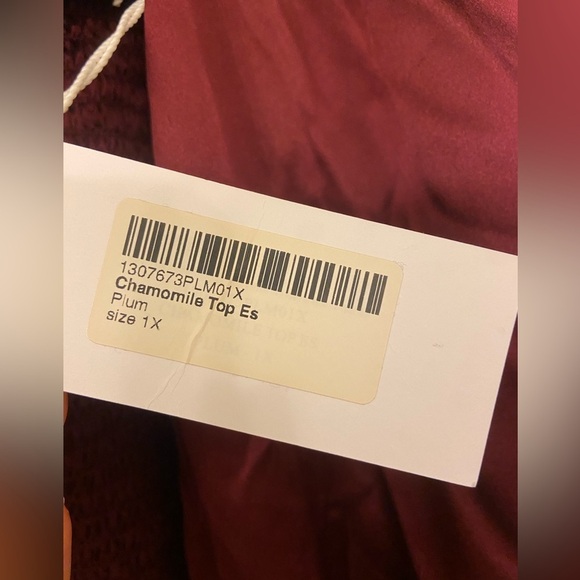 1307673PLM01X
Chamomile Top Es
Plum
size 1X